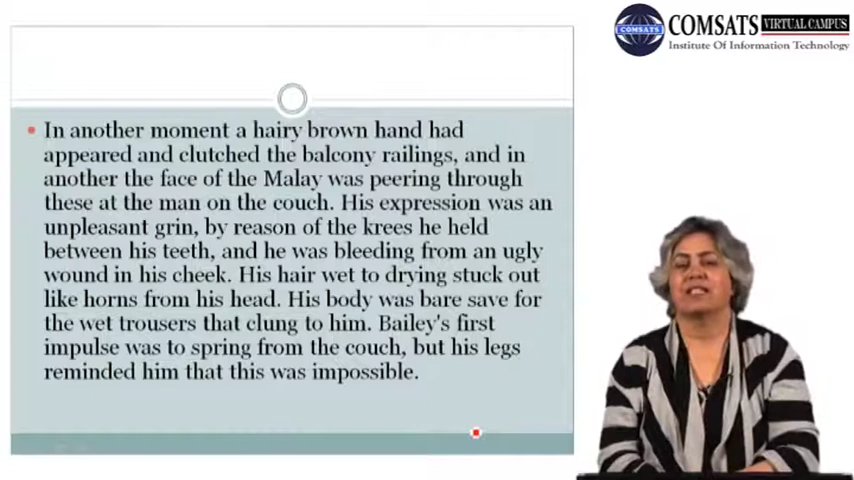 COMSATS
COMSATS VIRTUAL CAMPUS
Institute Of Information Technology
• In another moment a hairy brown hand had
appeared and clutched the balcony railings, and in
another the face of the Malay was peering through
these at the man on the couch. His expression was an
unpleasant grin, by reason of the krees he held
between his teeth, and he was bleeding from an ugly
wound in his cheek. His hair wet to drying stuck out
like horns from his head. His body was bare save for
the wet trousers that clung to him. Bailey's first
impulse was to spring from the couch, but his legs
reminded him that this was impossible.